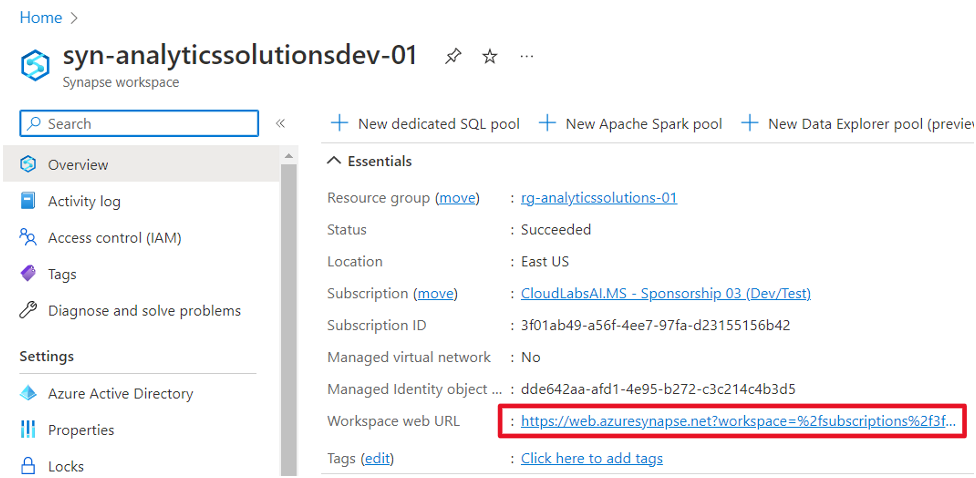 Home >
syn-analyticssolutionsdev-01
Synapse workspace
Search
«
Overview
Activity log
Access control (IAM)
Tags
Diagnose and solve problems
Settings
Azure Active Directory
Properties
Locks
+ New dedicated SQL pool + New Apache Spark pool + New Data Explorer pool (preview
Essentials
Resource group (move) : rg-analyticssolutions-01
Status : Succeeded
Location : East US
Subscription (move) : CloudLabsAI.MS - Sponsorship 03 (Dev/Test)
Subscription ID : 3f01ab49-a56f-4ee7-97fa-d23155156b42
Managed virtual network : No
Managed Identity object ... : dde642aa-afd1-4e95-b272-c3c214c4b3d5
Workspace web URL : https://web.azuresynapse.net?workspace=%2fsubscriptions%2f3f...
Tags (edit) : Click here to add tags